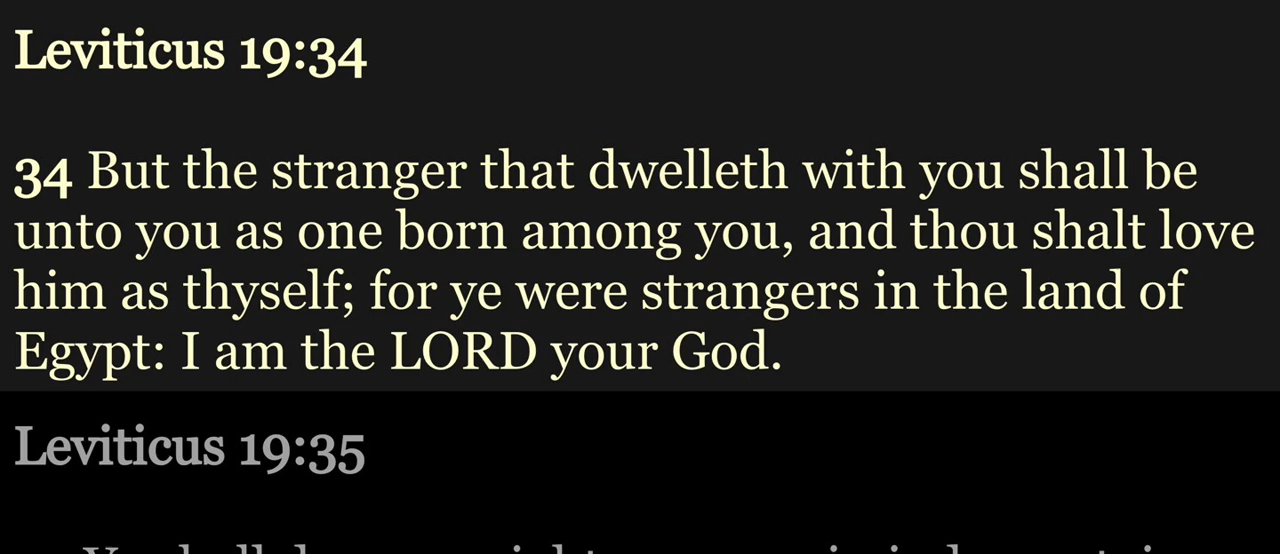 Leviticus 19:34
34 But the stranger that dwelleth with you shall be
unto you as one born among you, and thou shalt love
him as thyself; for ye were strangers in the land of
Egypt: I am the LORD your God.
Leviticus 19:35